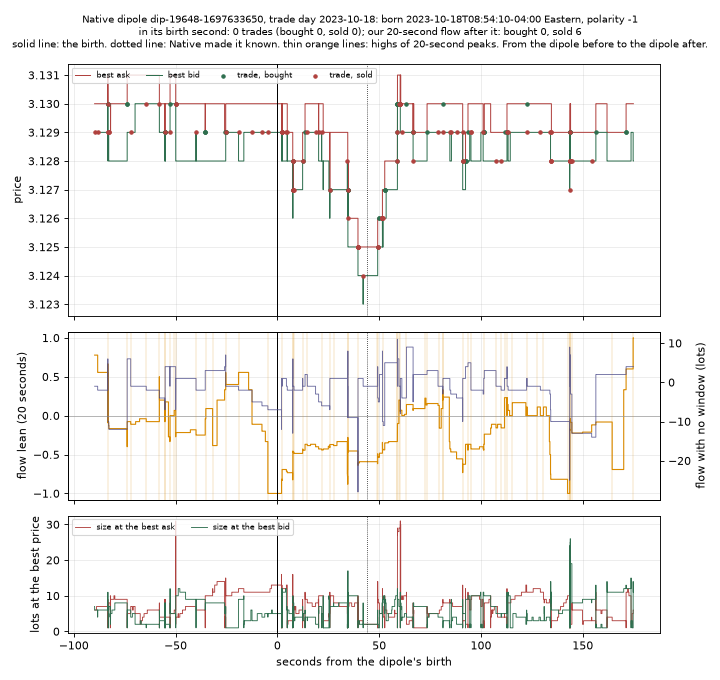 Native dipole dip-19648-1697633650, trade day 2023-10-18: born 2023-10-18T08:54:10-04:00 Eastern, polarity -1
in its birth second: 0 trades (bought 0, sold 0); our 20-second flow after it: bought 0, sold 6
solid line: the birth. dotted line: Native made it known. thin orange lines: highs of 20-second peaks. From the dipole before to the dipole after.
best ask
best bid
trade, bought
trade, sold
3.131
3.130
3.129
3.128
3.127
3.126
3.125
3.124
3.123
price
1.0
0.5
0.0
−0.5
−1.0
flow lean (20 seconds)
10
0
−10
−20
flow with no window (lots)
size at the best ask
size at the best bid
30
20
10
0
lots at the best price
−100
−50
0
50
100
150
seconds from the dipole's birth